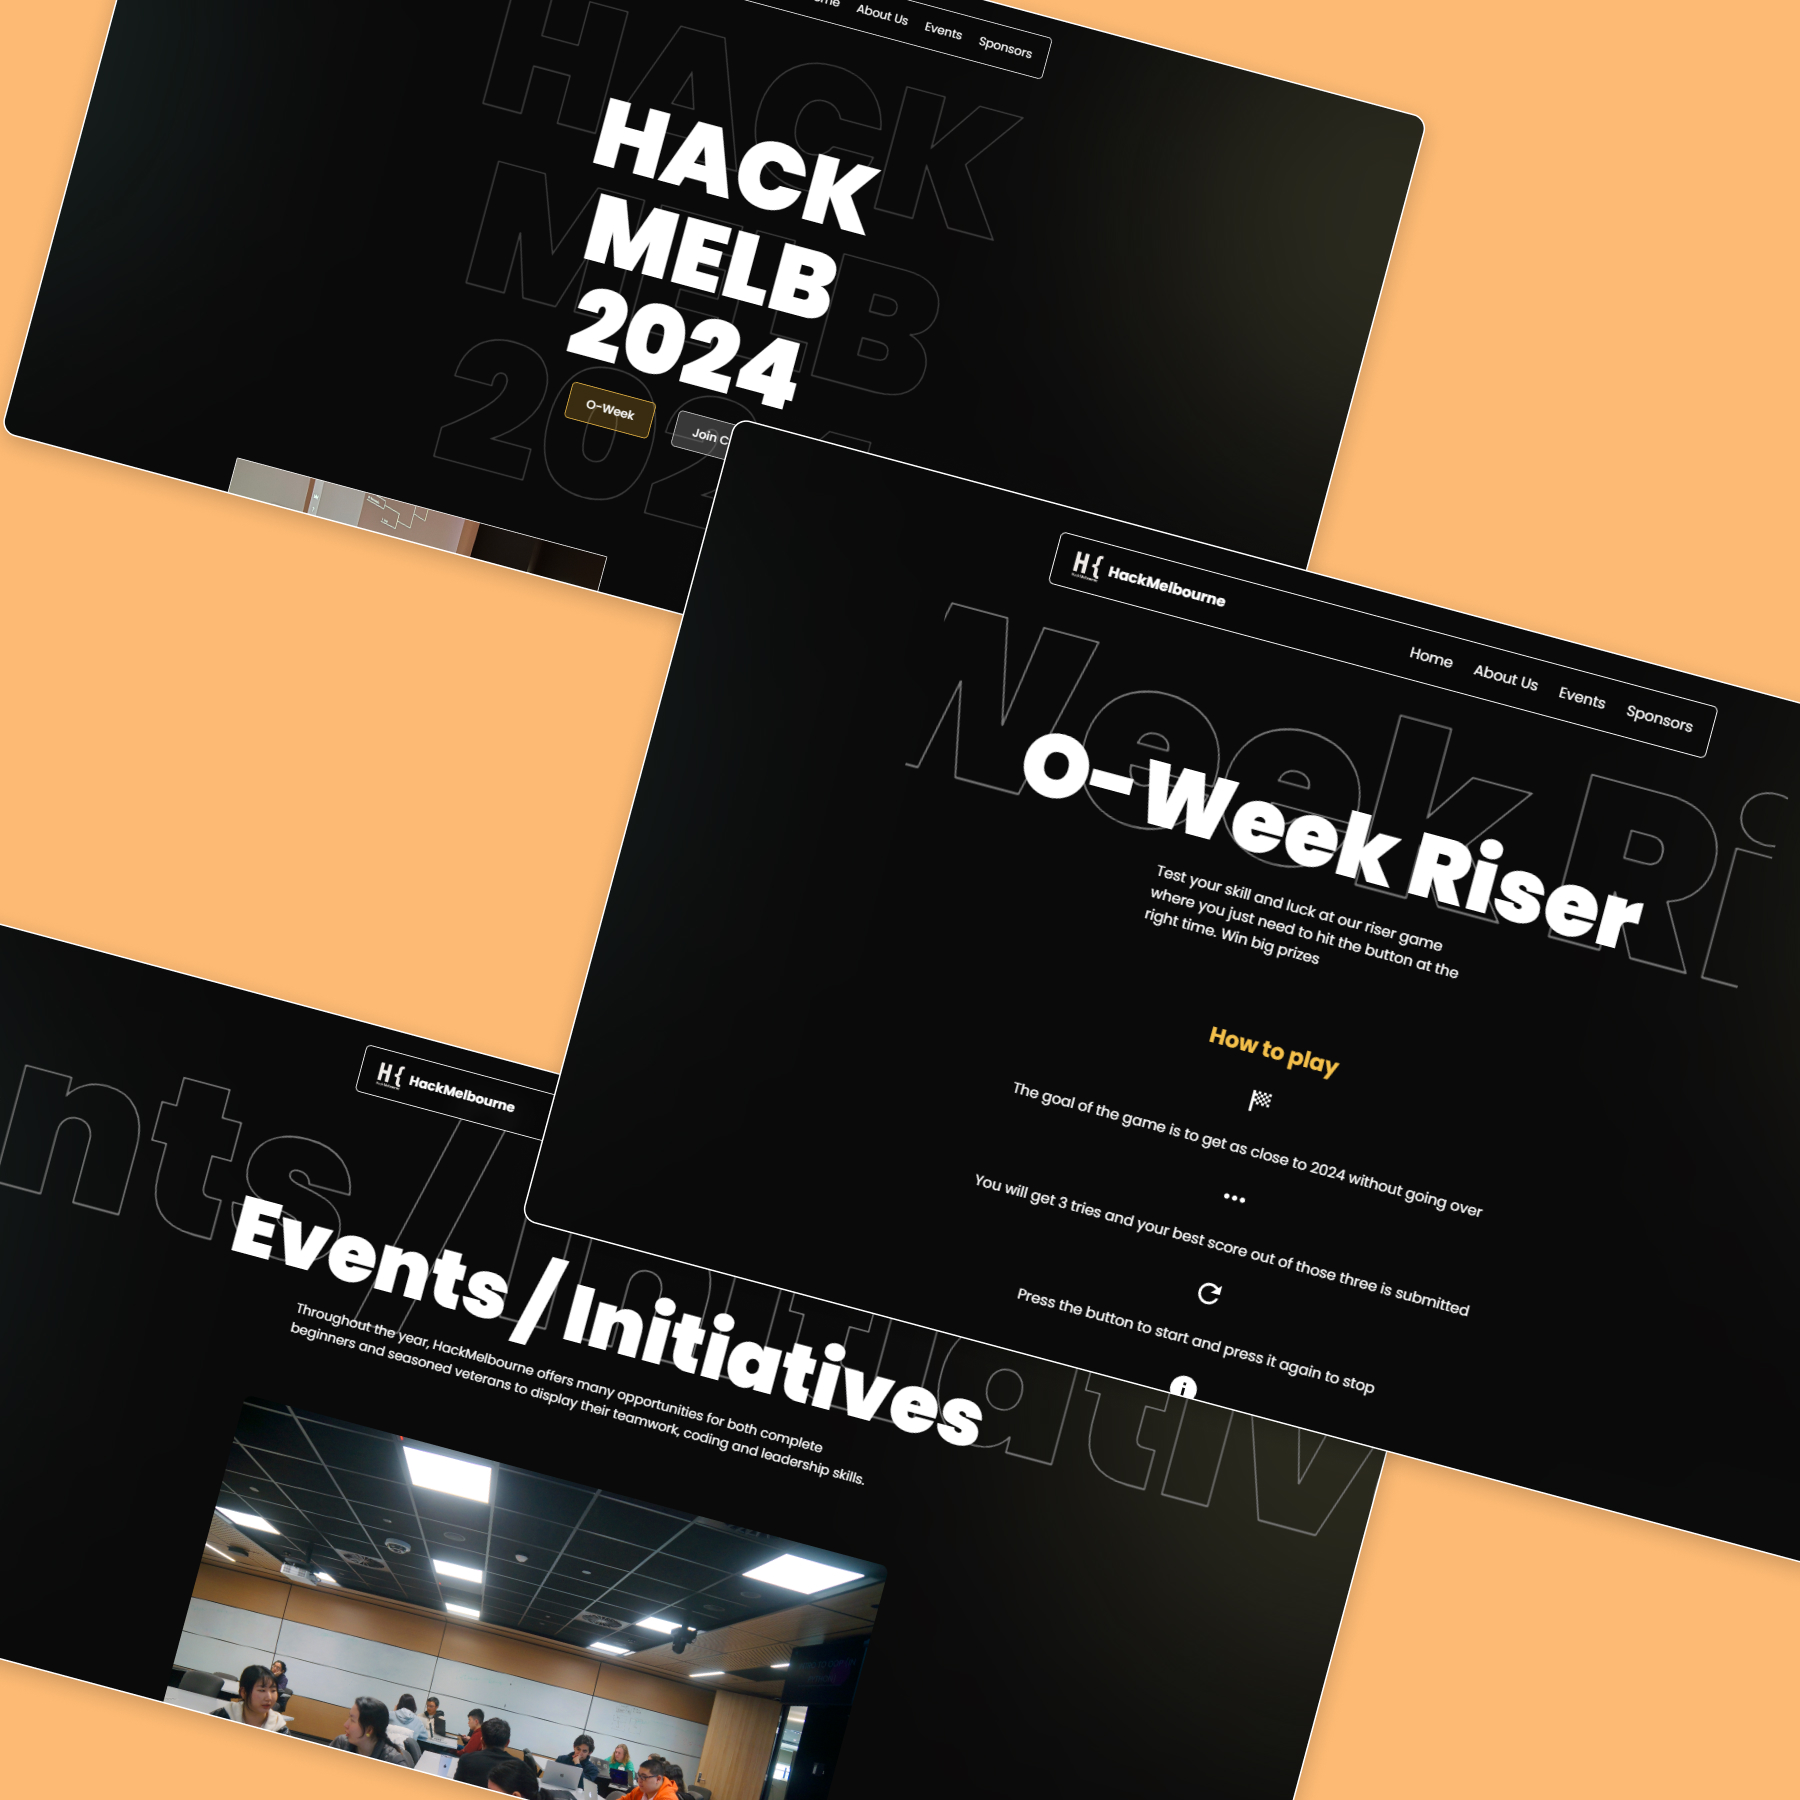 About Us
Events
Sponsors
HACK
MELB
2024
HACK
MELB
2024
O-Week
Join
H{ HackMelbourne
Home
About Us
Events
Sponsors
Week Ri
O-Week Riser
Test your skill and luck at our riser game
where you just need to hit the button at the
right time. Win big prizes
How to play
The goal of the game is to get as close to 2024 without going over
You will get 3 tries and your best score out of those three is submitted
Press the button to start and press it again to stop
H{ HackMelbourne
nts / Initiativ
Events / Initiatives
Throughout the year, HackMelbourne offers many opportunities for both complete
beginners and seasoned veterans to display their teamwork, coding and leadership skills.